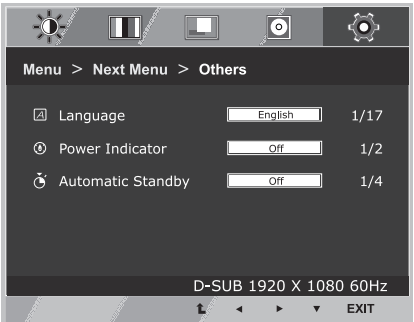 Menu > Next Menu > Others
Language English 1/17
Power Indicator Off 1/2
Automatic Standby Off 1/4
D-SUB 1920 X 1080 60Hz
EXIT